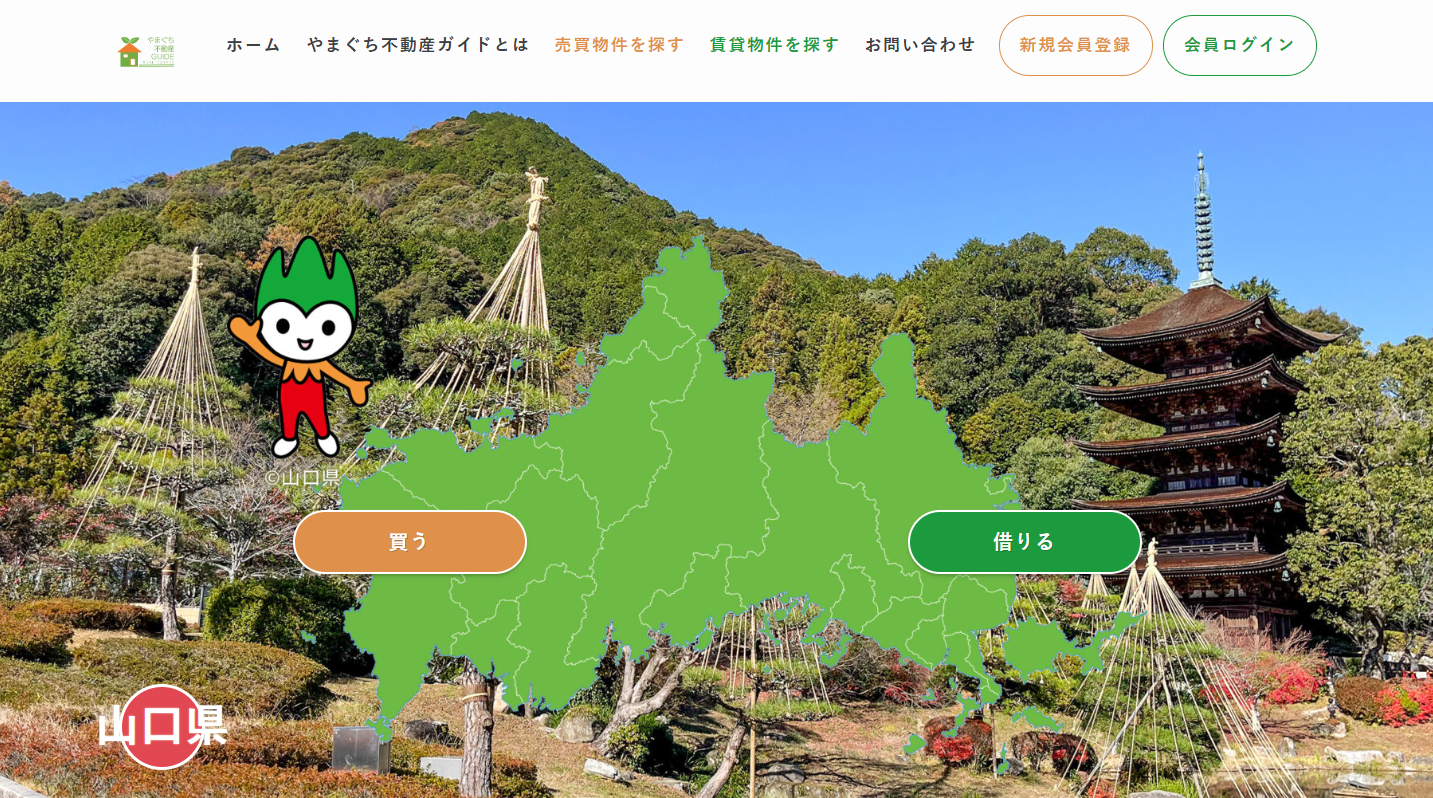 やまぐち
不動産
GUIDE
ホーム
やまぐち不動産ガイドとは
売買物件を探す
賃貸物件を探す
お問い合わせ
新規会員登録
会員ログイン
©山口県
買う
借りる
山口県